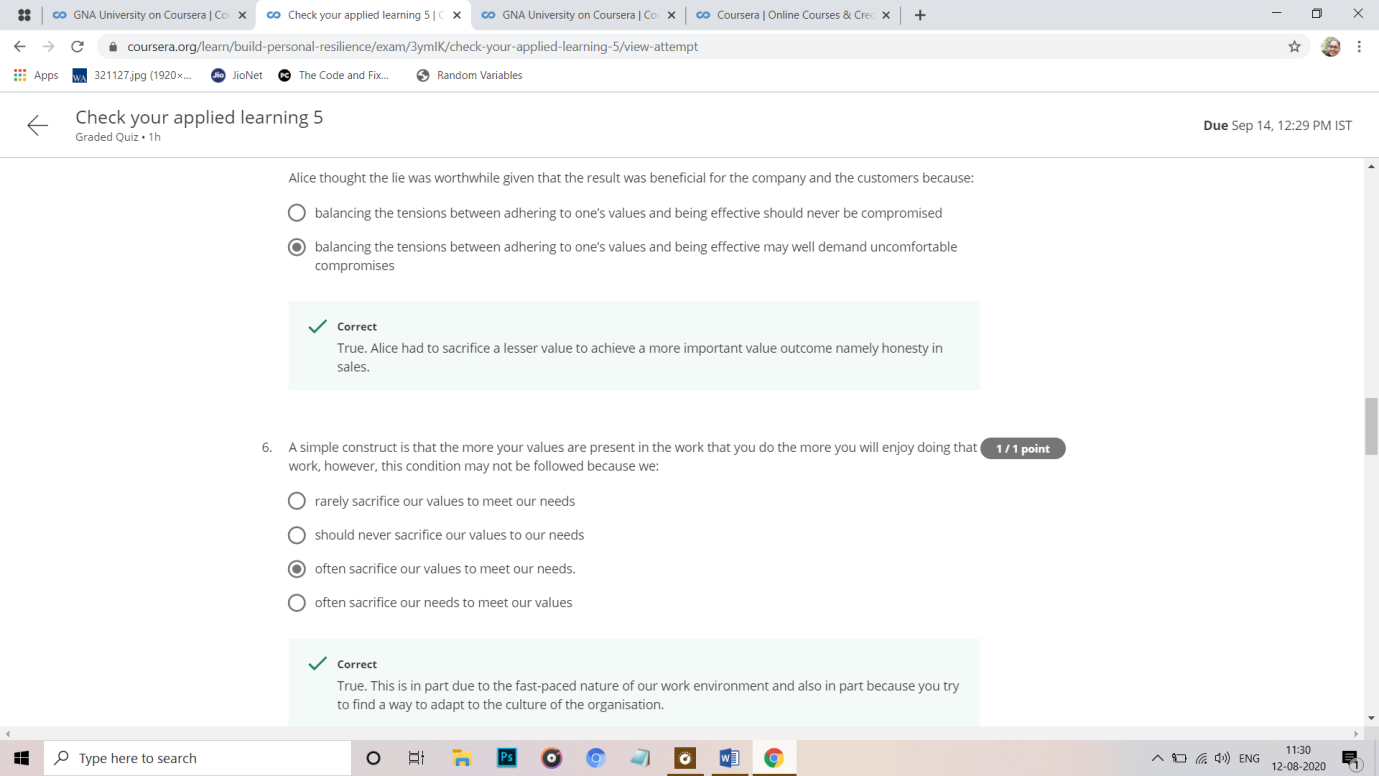 GNA University on Coursera | Co
Check your applied learning 5 | C
GNA University on Coursera | Co
Coursera | Online Courses & Cred
coursera.org/learn/build-personal-resilience/exam/3ymIK/check-your-applied-learning-5/view-attempt
Apps
WA
321127.jpg (1920×...
Jio
JioNet
PC
The Code and Fix...
Random Variables
Check your applied learning 5
Graded Quiz • 1h
Due Sep 14, 12:29 PM IST
Alice thought the lie was worthwhile given that the result was beneficial for the company and the customers because:
balancing the tensions between adhering to one’s values and being effective should never be compromised
balancing the tensions between adhering to one’s values and being effective may well demand uncomfortable
compromises
Correct
True. Alice had to sacrifice a lesser value to achieve a more important value outcome namely honesty in
sales.
6. A simple construct is that the more your values are present in the work that you do the more you will enjoy doing that
1 / 1 point
work, however, this condition may not be followed because we:
rarely sacrifice our values to meet our needs
should never sacrifice our values to our needs
often sacrifice our values to meet our needs.
often sacrifice our needs to meet our values
Correct
True. This is in part due to the fast-paced nature of our work environment and also in part because you try
to find a way to adapt to the culture of the organisation.
Type here to search
Ps
W
ENG
11:30
12-08-2020
1